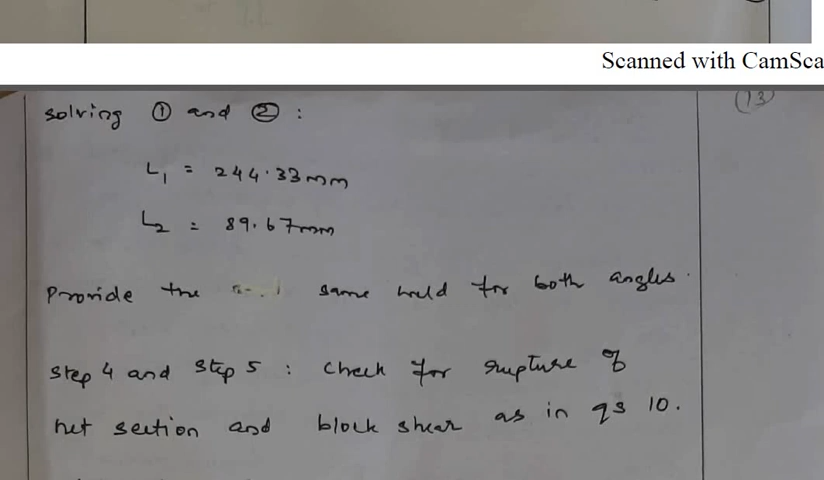 Scanned with CamSca
(13)
solving ① and ② :
L1 = 244.33mm
L2 = 89.67mm
Provide the same weld for both angles.
Step 4 and Step 5 : Check for rupture of
net section and block shear as in qs 10.